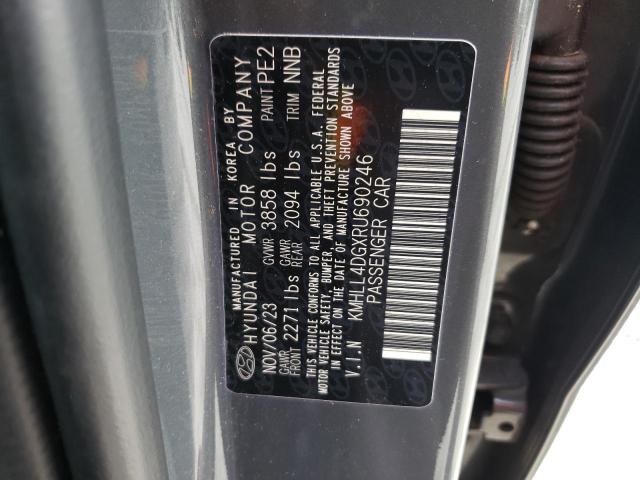 MANUFACTURED IN KOREA BY
HYUNDAI MOTOR COMPANY
NOV/06/23 GVWR 3858 lbs PAINT PE2
GAWR FRONT 2271 lbs GAWR REAR 2094 lbs TRIM NNB
THIS VEHICLE CONFORMS TO ALL APPLICABLE U.S.A. FEDERAL
MOTOR VEHICLE SAFETY, BUMPER, AND THEFT PREVENTION STANDARDS
IN EFFECT ON THE DATE OF MANUFACTURE SHOWN ABOVE
V.I.N KMHLL4DGXRU690246
PASSENGER CAR